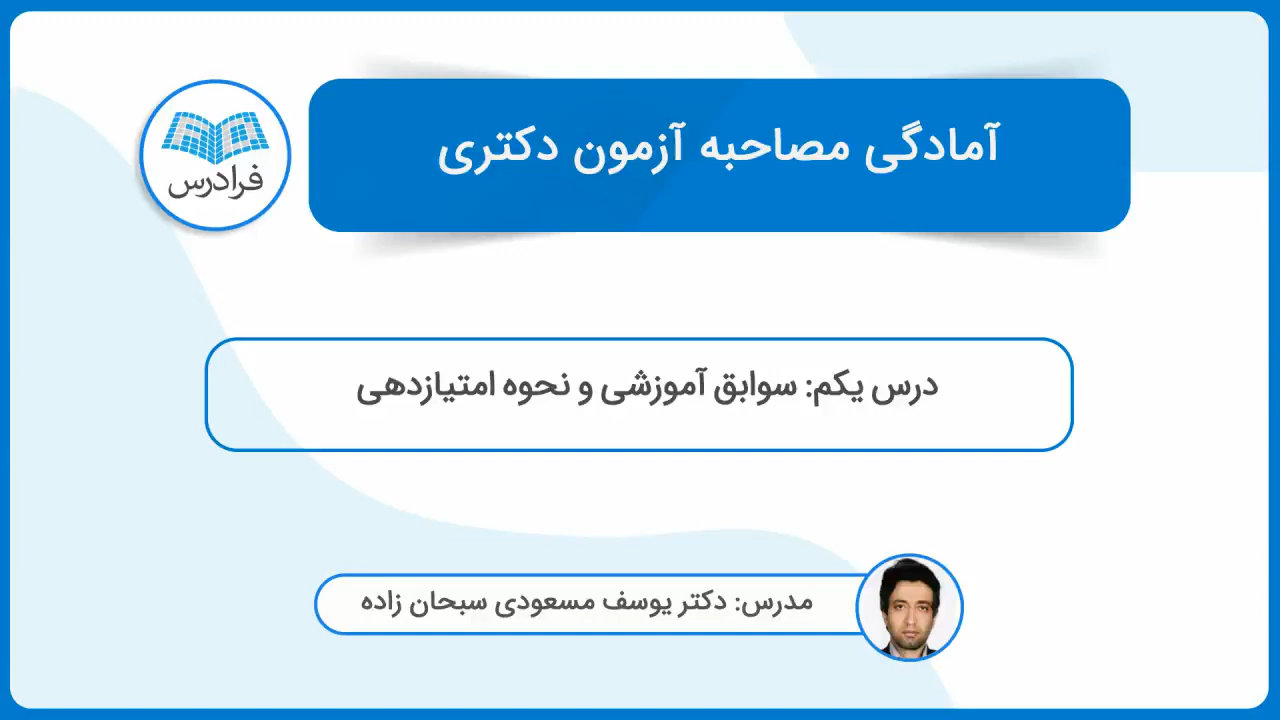 آمادگی مصاحبه آزمون دکتری
فرادرس
درس یکم: سوابق آموزشی و نحوه امتیازدهی
مدرس: دکتر یوسف مسعودی سبحان زاده